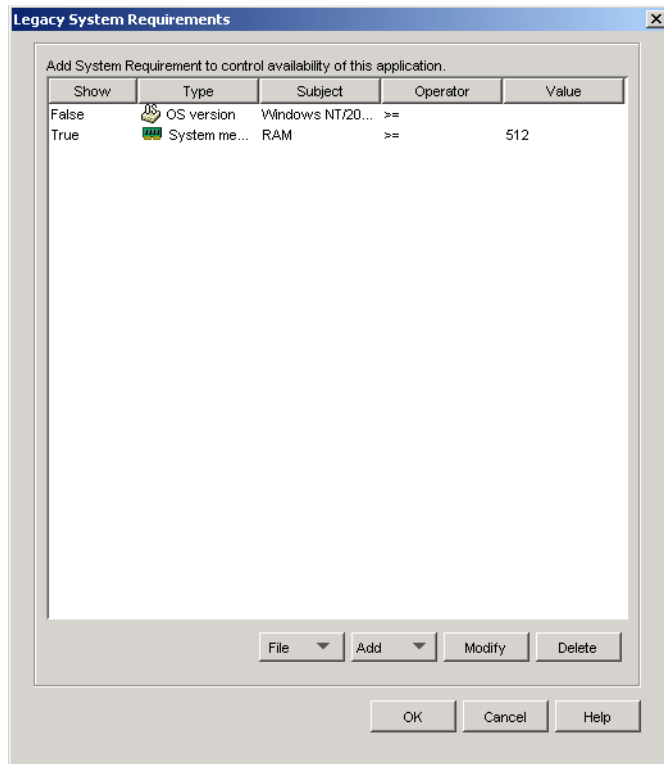 Legacy System Requirements
Add System Requirement to control availability of this application.
Show Type Subject Operator Value
False OS version Windows NT/20... >=
True System me... RAM >= 512
File Add Modify Delete
OK Cancel Help